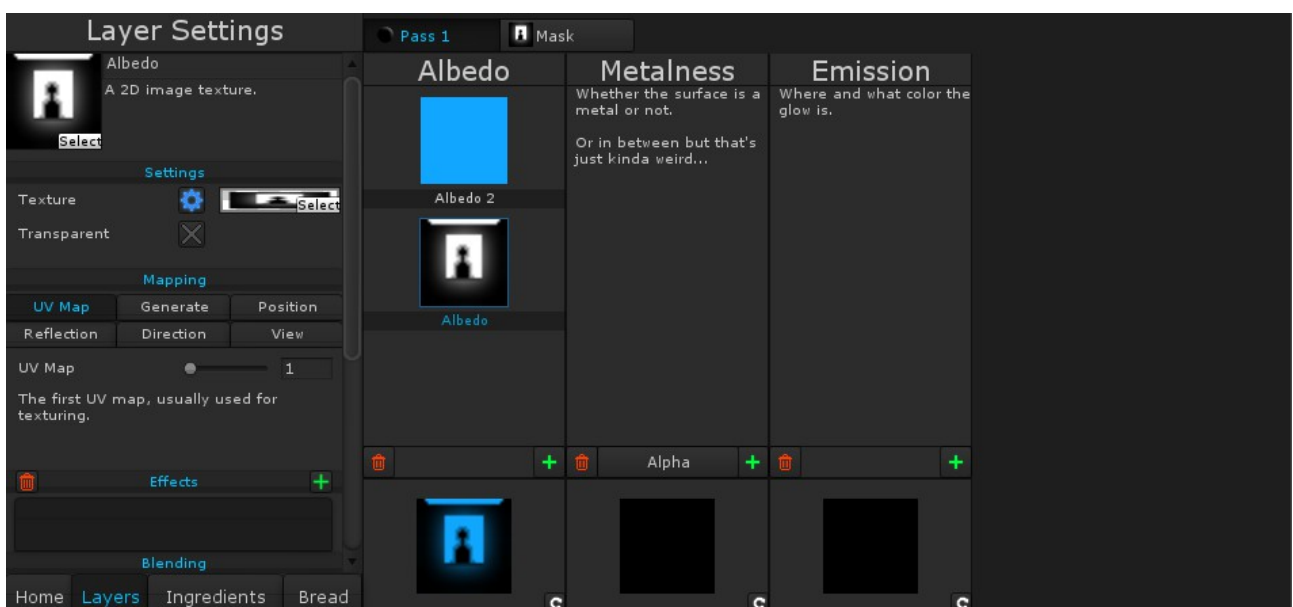 Layer Settings
Albedo
A 2D image texture.
Select
Settings
Texture
Select
Transparent
Mapping
UV Map
Generate
Position
Reflection
Direction
View
UV Map
1
The first UV map, usually used for
texturing.
Effects
Blending
Home
Layers
Ingredients
Bread
Pass 1
Mask
Albedo
Albedo 2
Albedo
Metalness
Whether the surface is a
metal or not.
Or in between but that's
just kinda weird...
Alpha
Emission
Where and what color the
glow is.